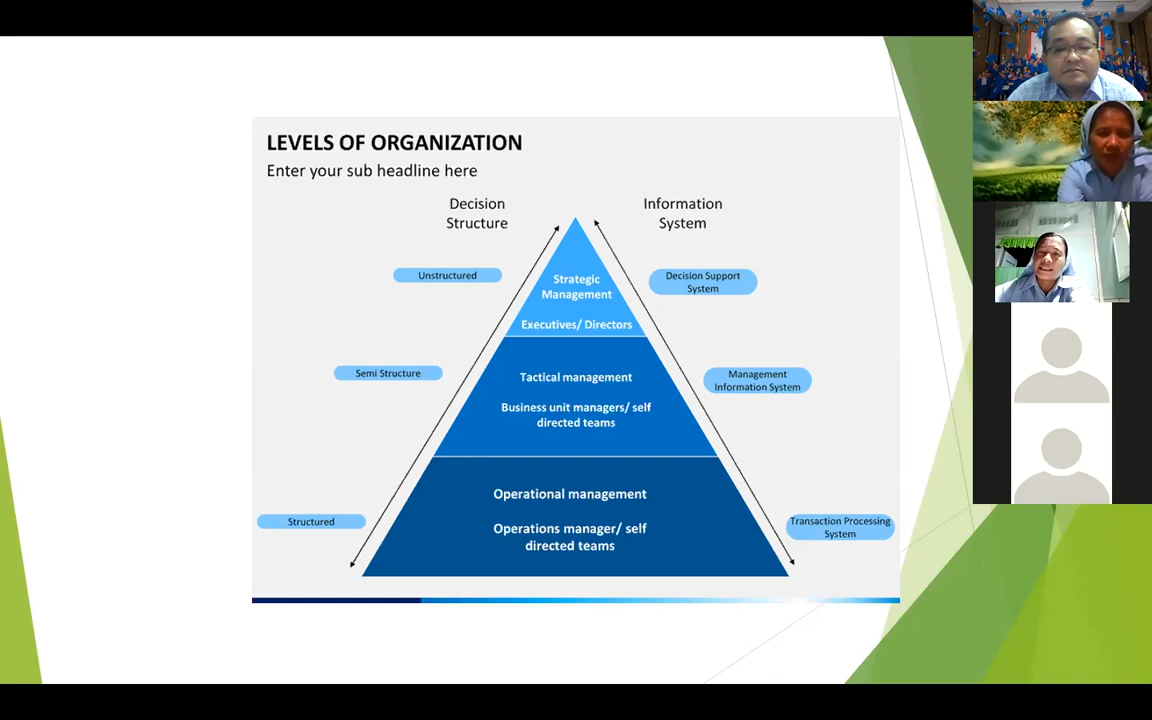 LEVELS OF ORGANIZATION
Enter your sub headline here
Decision
Structure
Information
System
Unstructured
Strategic
Management
Executives/ Directors
Decision Support
System
Semi Structure
Tactical management
Business unit managers/ self
directed teams
Management
Information System
Structured
Operational management
Operations manager/ self
directed teams
Transaction Processing
System